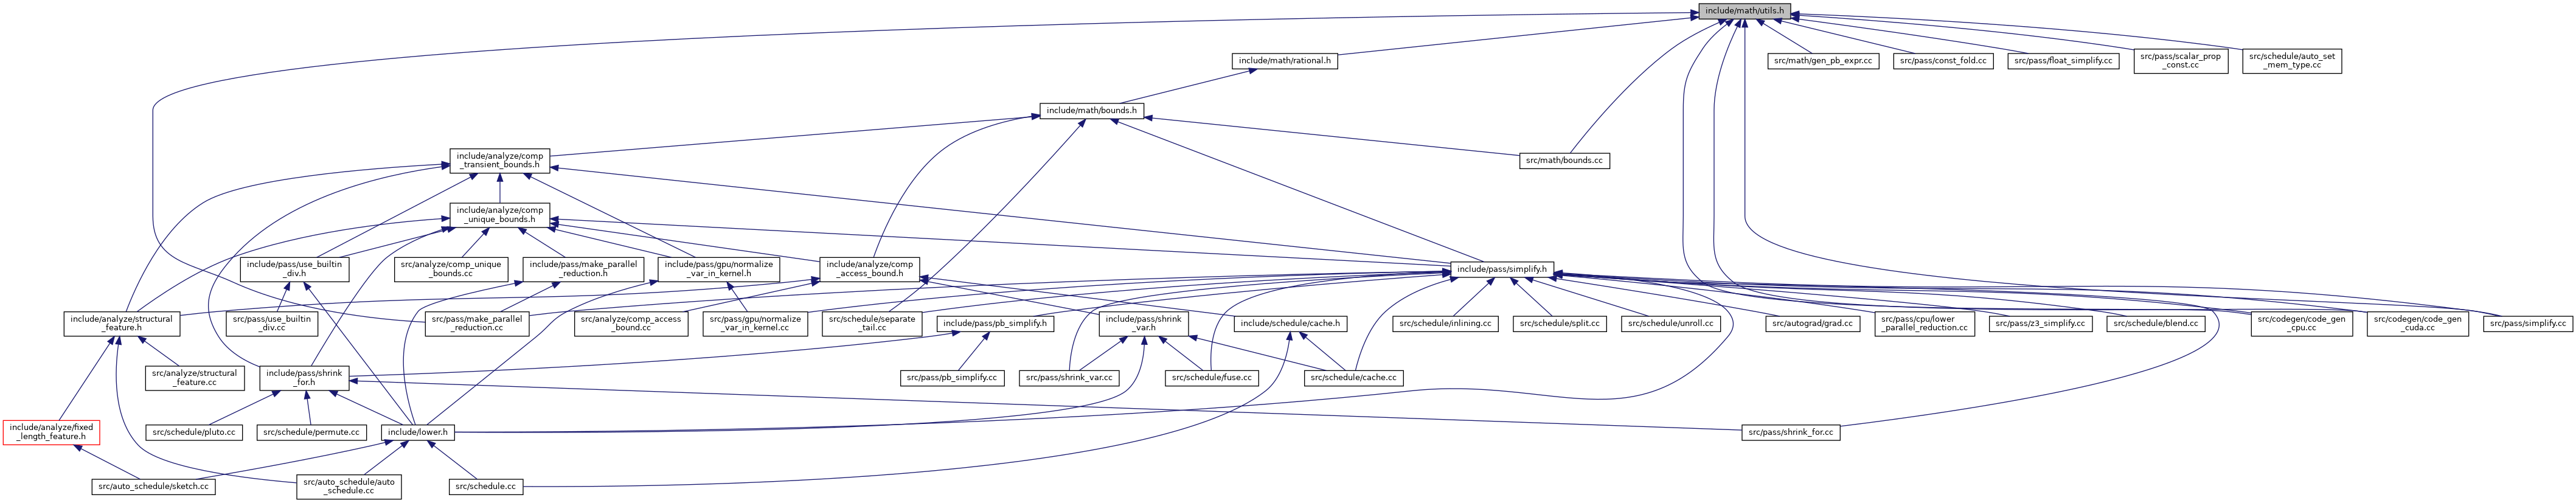 include/math/utils.h
include/math/rational.h
src/math/gen_pb_expr.cc
src/pass/const_fold.cc
src/pass/float_simplify.cc
src/pass/scalar_prop
_const.cc
src/schedule/auto_set
_mem_type.cc
include/math/bounds.h
include/analyze/comp
_transient_bounds.h
src/math/bounds.cc
include/analyze/comp
_unique_bounds.h
include/pass/use_builtin
_div.h
src/analyze/comp_unique
_bounds.cc
include/pass/make_parallel
_reduction.h
include/pass/gpu/normalize
_var_in_kernel.h
include/analyze/comp
_access_bound.h
include/pass/simplify.h
include/analyze/structural
_feature.h
src/pass/use_builtin
_div.cc
src/pass/make_parallel
_reduction.cc
src/analyze/comp_access
_bound.cc
src/pass/gpu/normalize
_var_in_kernel.cc
src/schedule/separate
_tail.cc
include/pass/pb_simplify.h
include/pass/shrink
_var.h
include/schedule/cache.h
src/schedule/inlining.cc
src/schedule/split.cc
src/schedule/unroll.cc
src/autograd/grad.cc
src/pass/cpu/lower
_parallel_reduction.cc
src/pass/z3_simplify.cc
src/schedule/blend.cc
src/codegen/code_gen
_cpu.cc
src/codegen/code_gen
_cuda.cc
src/pass/simplify.cc
src/analyze/structural
_feature.cc
include/pass/shrink
_for.h
src/pass/pb_simplify.cc
src/pass/shrink_var.cc
src/schedule/fuse.cc
src/schedule/cache.cc
include/analyze/fixed
_length_feature.h
src/schedule/pluto.cc
src/schedule/permute.cc
include/lower.h
src/pass/shrink_for.cc
src/auto_schedule/sketch.cc
src/auto_schedule/auto
_schedule.cc
src/schedule.cc